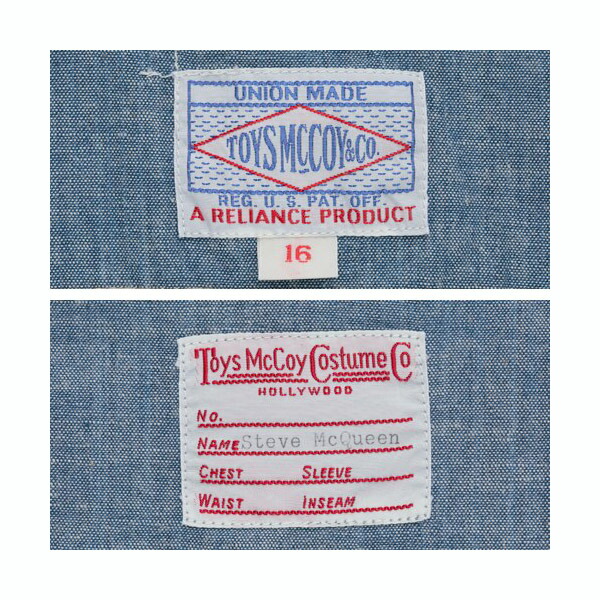 UNION MADE
TOYS McCOY & CO.
REG. U. S. PAT. OFF.
A RELIANCE PRODUCT
16
Toys McCoy Costume Co
HOLLYWOOD
No.
NAME Steve McQueen
CHEST SLEEVE
WAIST INSEAM